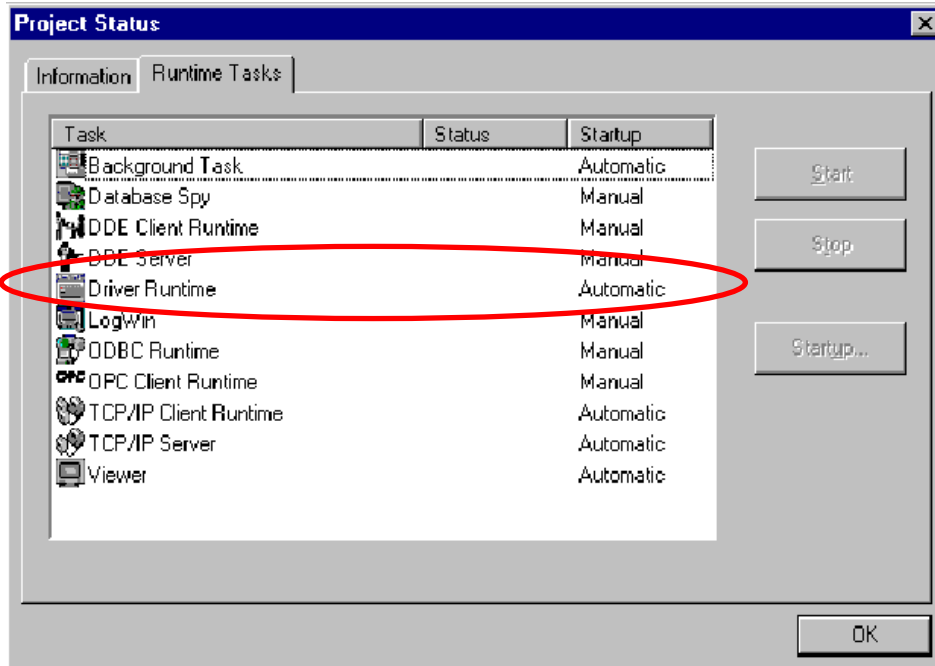 Project Status
Information Runtime Tasks
Task Status Startup
Background Task Automatic
Start
Database Spy Manual
DDE Client Runtime Manual
Stop
DDE Server Manual
Driver Runtime Automatic
LogWin Manual
ODBC Runtime Manual
Startup...
OPC OPC Client Runtime Manual
TCP/IP Client Runtime Automatic
TCP/IP Server Automatic
Viewer Automatic
OK